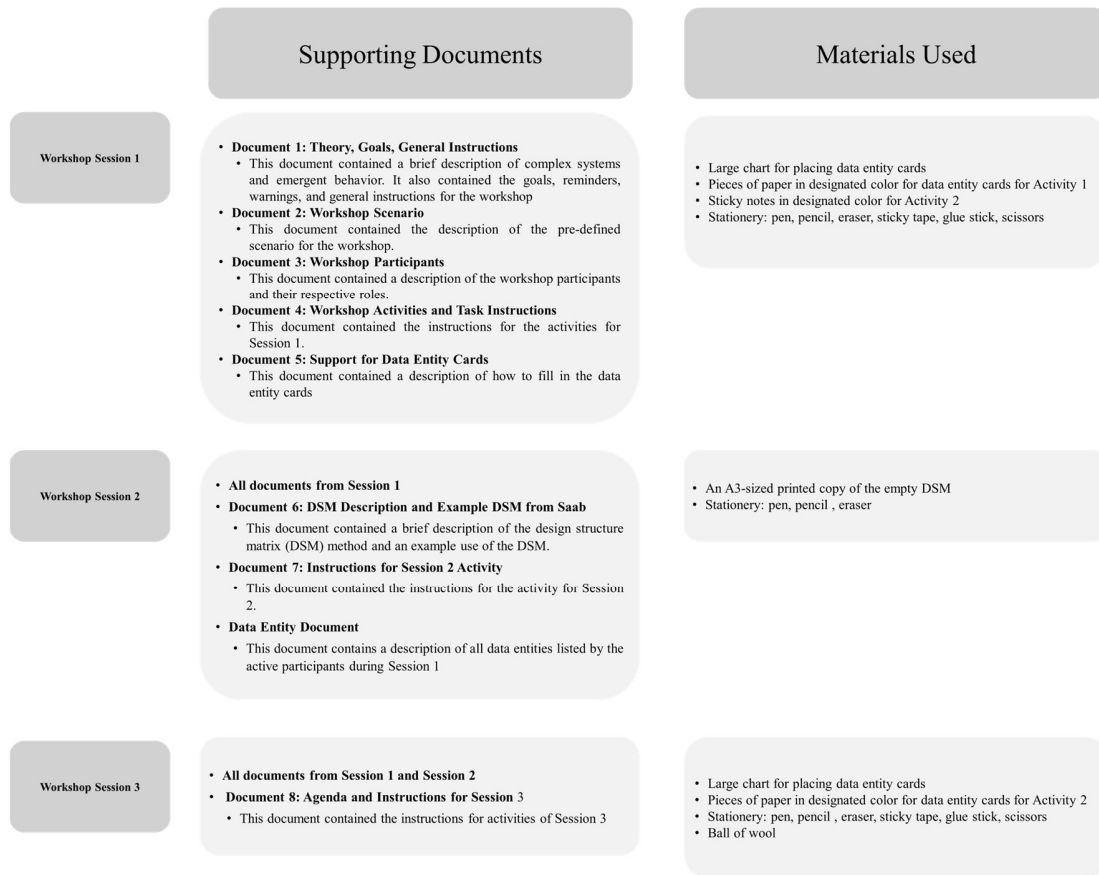 Supporting Documents
Materials Used
Workshop Session 1
• Document 1: Theory, Goals, General Instructions
• This document contained a brief description of complex systems
and emergent behavior. It also contained the goals, reminders,
warnings, and general instructions for the workshop
• Document 2: Workshop Scenario
• This document contained the description of the pre-defined
scenario for the workshop.
• Document 3: Workshop Participants
• This document contained a description of the workshop participants
and their respective roles.
• Document 4: Workshop Activities and Task Instructions
• This document contained the instructions for the activities for
Session 1.
• Document 5: Support for Data Entity Cards
• This document contained a description of how to fill in the data
entity cards
• Large chart for placing data entity cards
• Pieces of paper in designated color for data entity cards for Activity 1
• Sticky notes in designated color for Activity 2
• Stationery: pen, pencil, eraser, sticky tape, glue stick, scissors
Workshop Session 2
• All documents from Session 1
• Document 6: DSM Description and Example DSM from Saab
• This document contained a brief description of the design structure
matrix (DSM) method and an example use of the DSM.
• Document 7: Instructions for Session 2 Activity
• This document contained the instructions for the activity for Session
2.
• Data Entity Document
• This document contains a description of all data entities listed by the
active participants during Session 1
• An A3-sized printed copy of the empty DSM
• Stationery: pen, pencil , eraser
Workshop Session 3
• All documents from Session 1 and Session 2
• Document 8: Agenda and Instructions for Session 3
• This document contained the instructions for activities of Session 3
• Large chart for placing data entity cards
• Pieces of paper in designated color for data entity cards for Activity 2
• Stationery: pen, pencil , eraser, sticky tape, glue stick, scissors
• Ball of wool